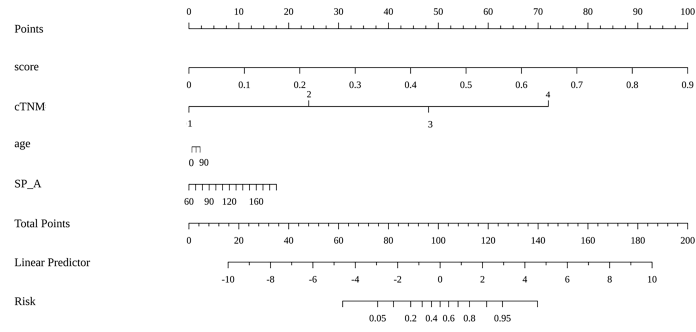 Points
0 10 20 30 40 50 60 70 80 90 100
score
0 0.1 0.2 0.3 0.4 0.5 0.6 0.7 0.8 0.9
cTNM
2 4
1 3
age
0 90
SP_A
60 90 120 160
Total Points
0 20 40 60 80 100 120 140 160 180 200
Linear Predictor
-10 -8 -6 -4 -2 0 2 4 6 8 10
Risk
0.05 0.2 0.4 0.6 0.8 0.95